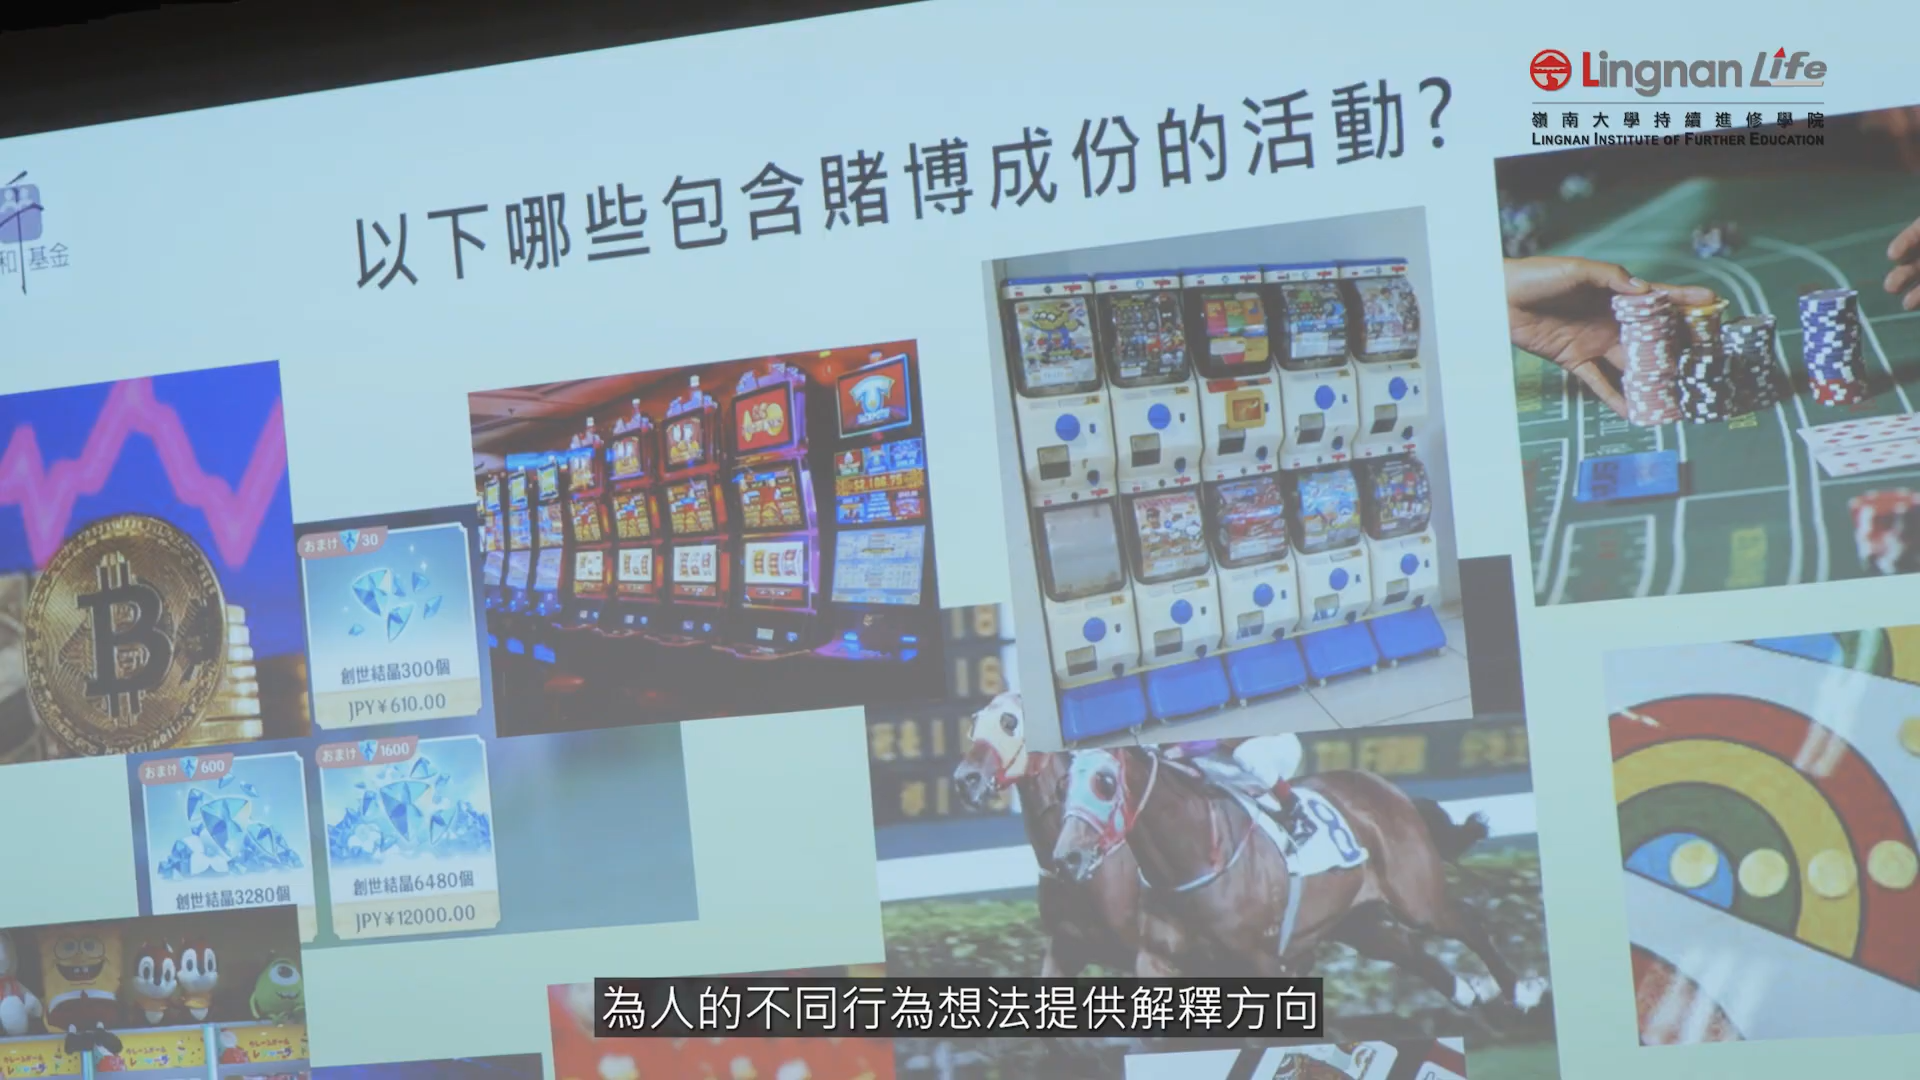 Lingnan Life
嶺南大學持續進修學院
LINGNAN INSTITUTE OF FURTHER EDUCATION
以下哪些包含賭博成份的活動?
和 基金
おまけ 30
創世結晶300個
JPY¥610.00
おまけ 600
創世結晶3280個
おまけ 1600
創世結晶6480個
JPY¥12000.00
$2,106.75
B
8
為人的不同行為想法提供解釋方向